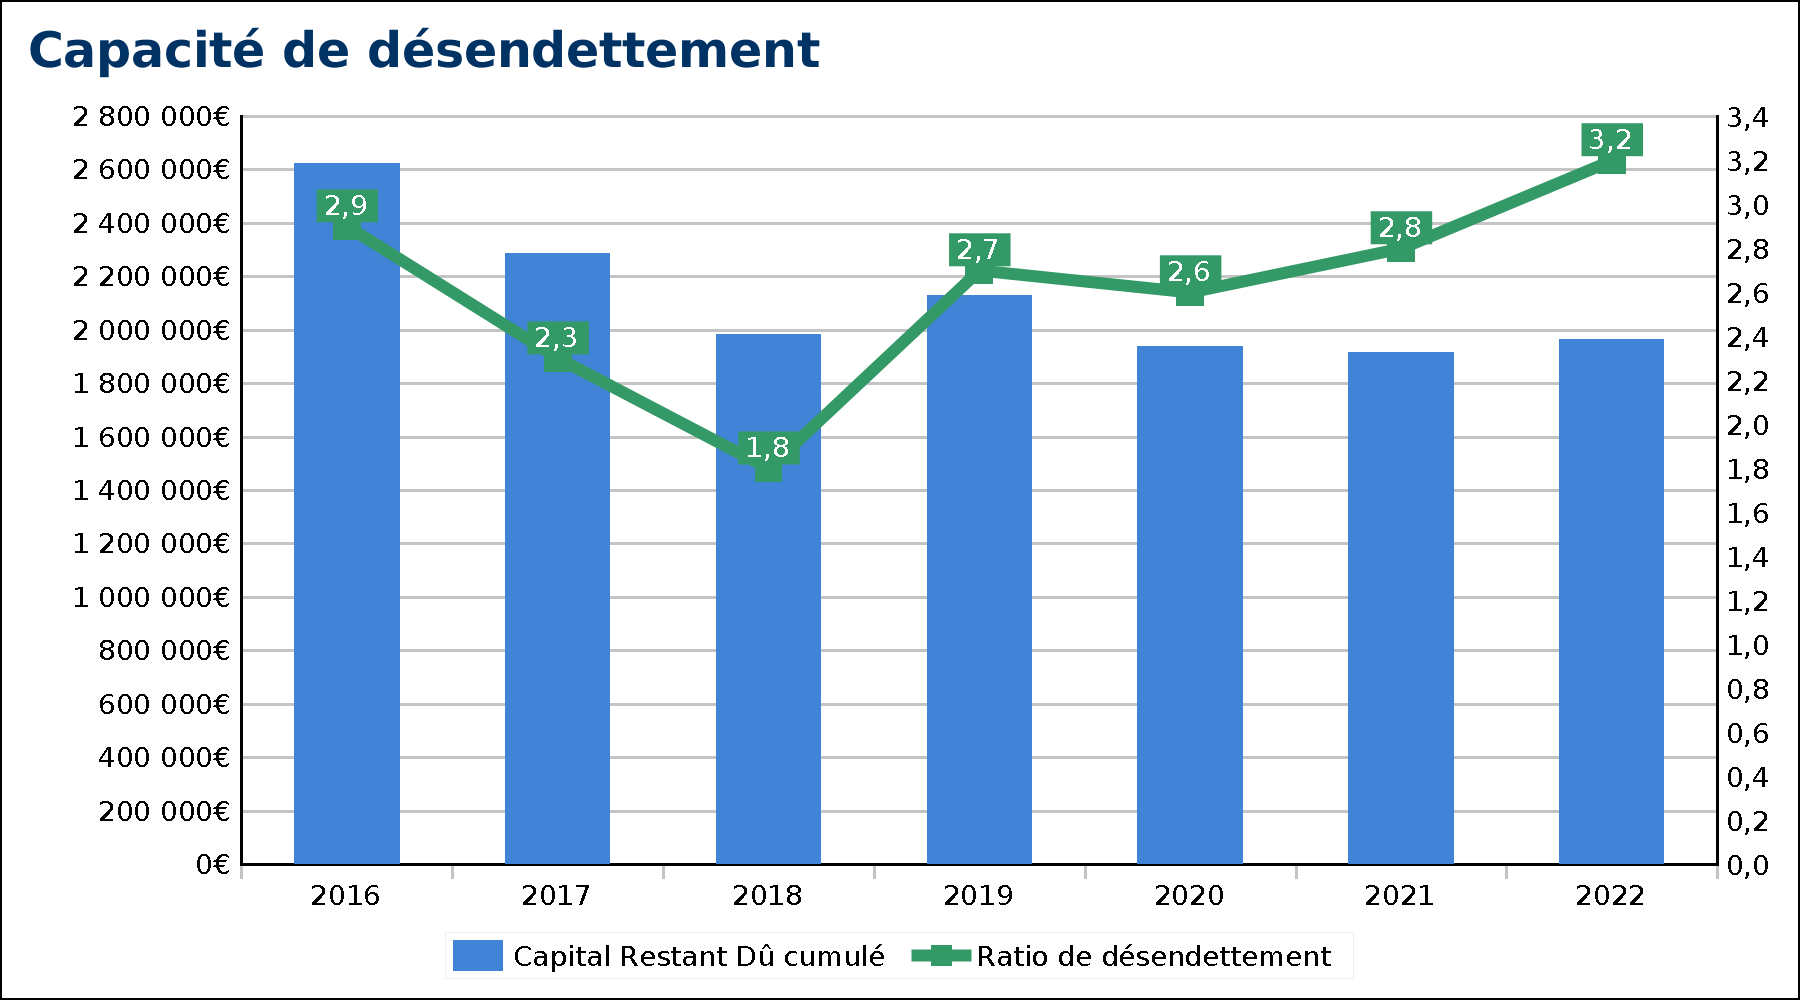 Capacité de désendettement
2 800 000€
2 600 000€
2 400 000€
2 200 000€
2 000 000€
1 800 000€
1 600 000€
1 400 000€
1 200 000€
1 000 000€
800 000€
600 000€
400 000€
200 000€
0€
3,4
3,2
3,0
2,8
2,6
2,4
2,2
2,0
1,8
1,6
1,4
1,2
1,0
0,8
0,6
0,4
0,2
0,0
2,9
2,3
1,8
2,7
2,6
2,8
3,2
2016 2017 2018 2019 2020 2021 2022
Capital Restant Dû cumulé Ratio de désendettement